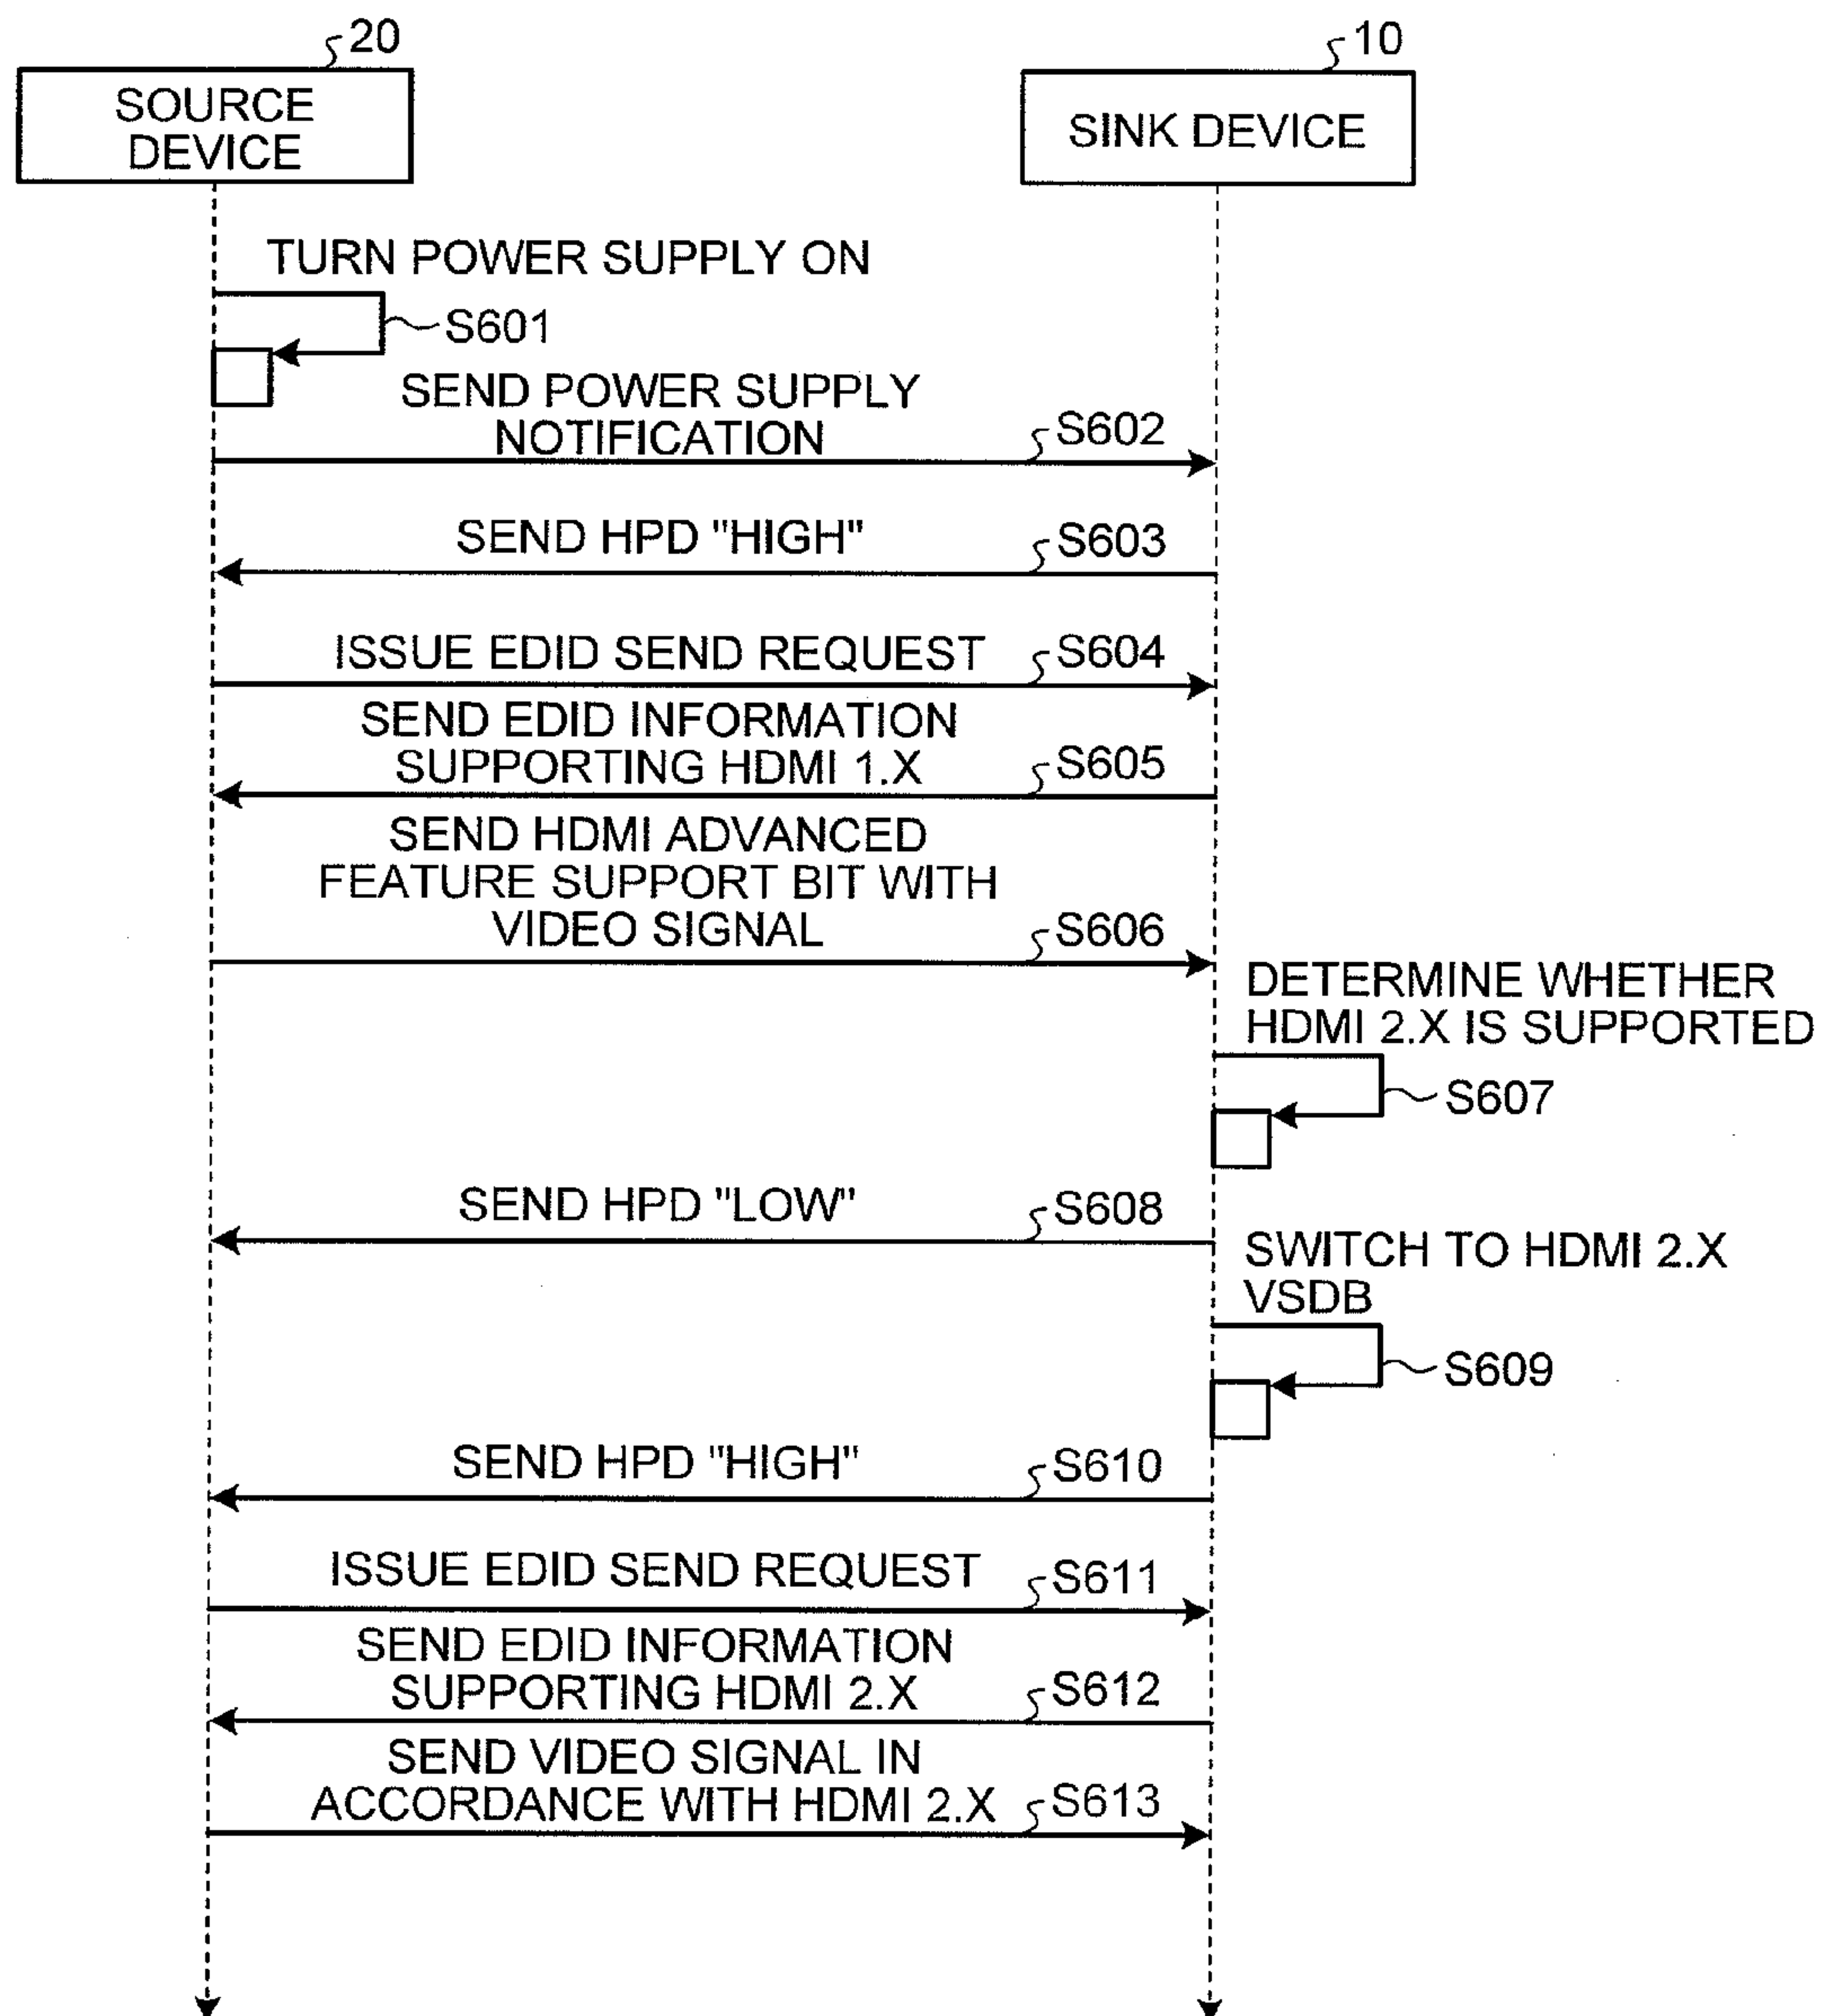 20
10
SOURCE
DEVICE
SINK DEVICE
TURN POWER SUPPLY ON
S601
SEND POWER SUPPLY
NOTIFICATION
S602
SEND HPD "HIGH"
S603
ISSUE EDID SEND REQUEST
S604
SEND EDID INFORMATION
SUPPORTING HDMI 1.X
S605
SEND HDMI ADVANCED
FEATURE SUPPORT BIT WITH
VIDEO SIGNAL
S606
DETERMINE WHETHER
HDMI 2.X IS SUPPORTED
S607
SEND HPD "LOW"
S608
SWITCH TO HDMI 2.X
VSDB
S609
SEND HPD "HIGH"
S610
ISSUE EDID SEND REQUEST
S611
SEND EDID INFORMATION
SUPPORTING HDMI 2.X
S612
SEND VIDEO SIGNAL IN
ACCORDANCE WITH HDMI 2.X
S613